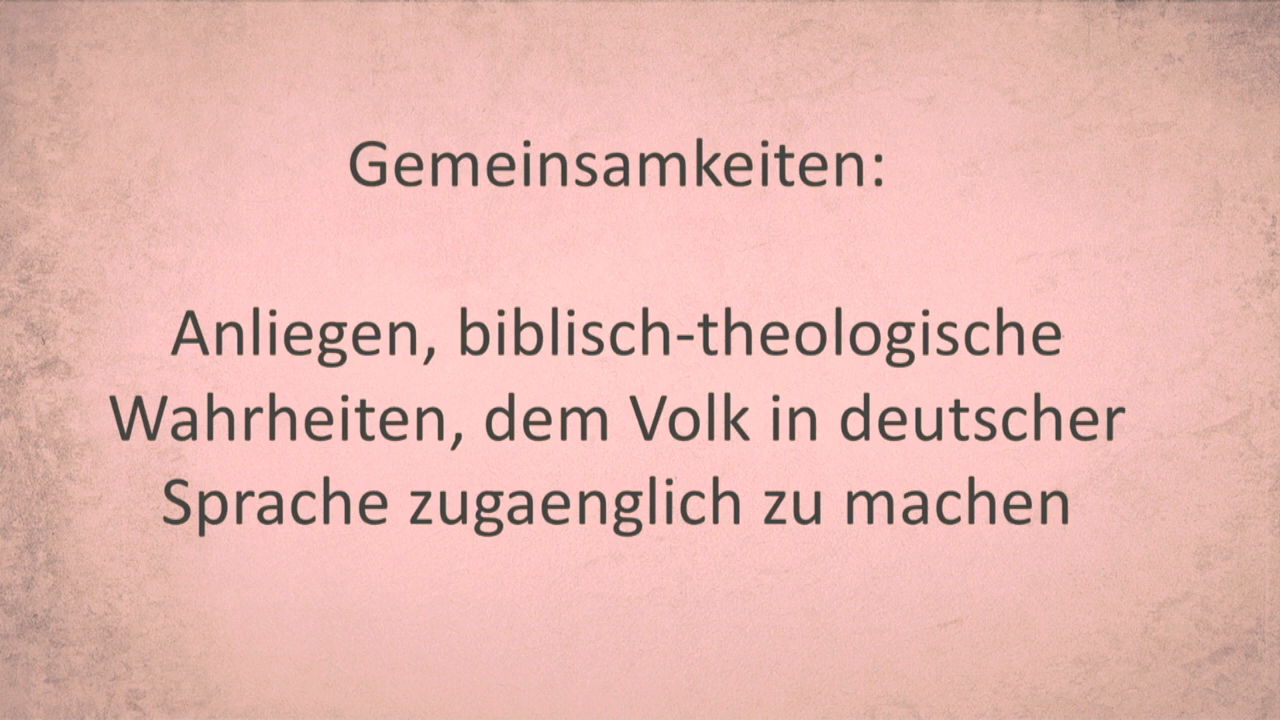 Gemeinsamkeiten:
Anliegen, biblisch-theologische
Wahrheiten, dem Volk in deutscher
Sprache zugaenglich zu machen